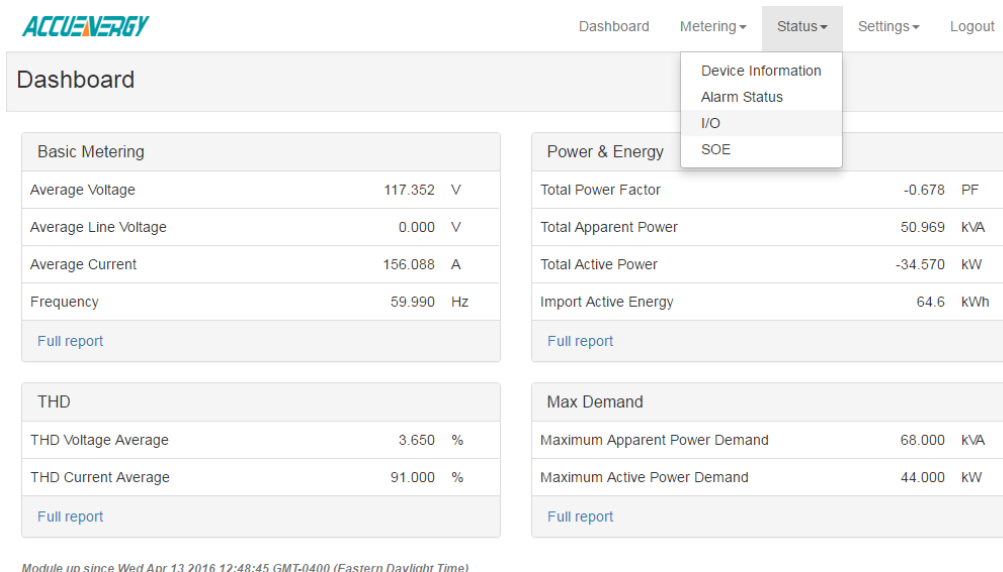 ACCUENERGY
Dashboard Metering Status Settings Logout
Dashboard
Device Information
Alarm Status
I/O
SOE
Basic Metering
Average Voltage 117.352 V
Average Line Voltage 0.000 V
Average Current 156.088 A
Frequency 59.990 Hz
Full report
Power & Energy
Total Power Factor -0.678 PF
Total Apparent Power 50.969 kVA
Total Active Power -34.570 kW
Import Active Energy 64.6 kWh
Full report
THD
THD Voltage Average 3.650 %
THD Current Average 91.000 %
Full report
Max Demand
Maximum Apparent Power Demand 68.000 kVA
Maximum Active Power Demand 44.000 kW
Full report
Module up since Wed Apr 13 2016 12:48:45 GMT-0400 (Eastern Daylight Time)